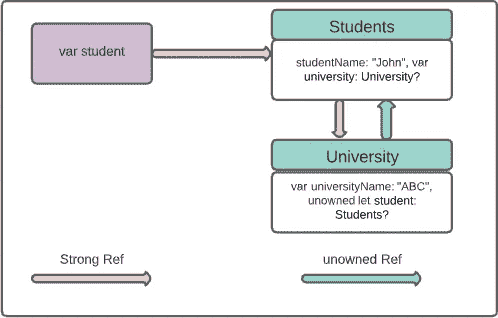 var student
Students
studentName: "John", var
university: University?
University
var universityName: "ABC",
unowned let student:
Students?
Strong Ref
unowned Ref